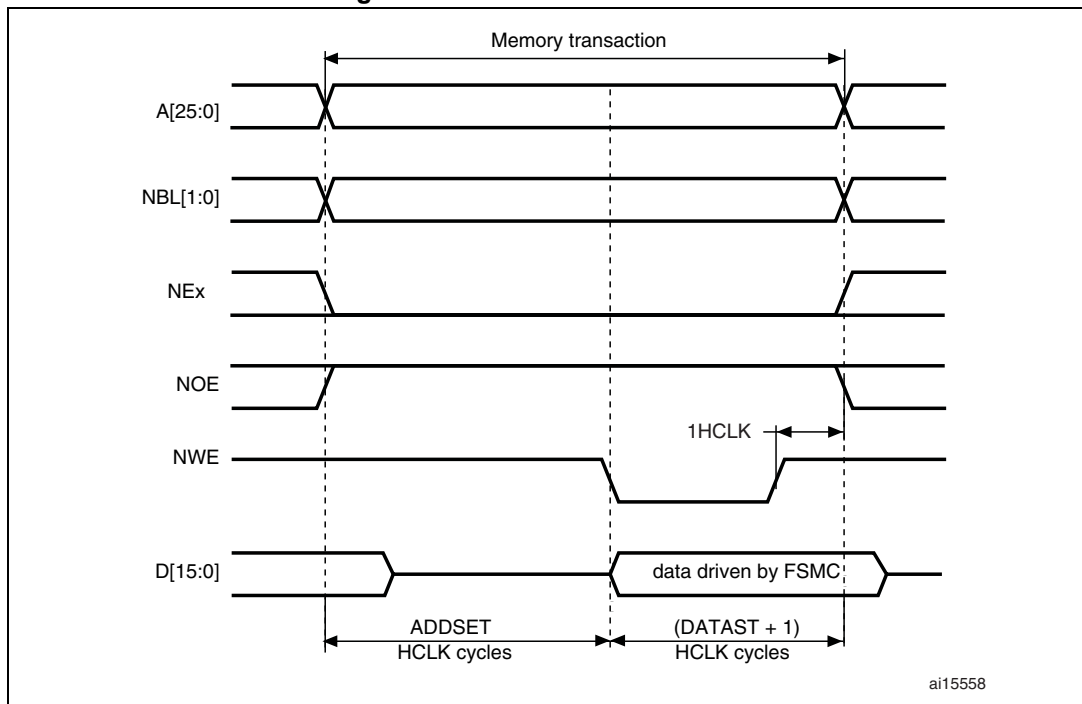 Memory transaction
A[25:0]
NBL[1:0]
NEx
NOE
1HCLK
NWE
D[15:0]
data driven by FSMC
ADDSET
HCLK cycles
(DATAST + 1)
HCLK cycles
ai15558